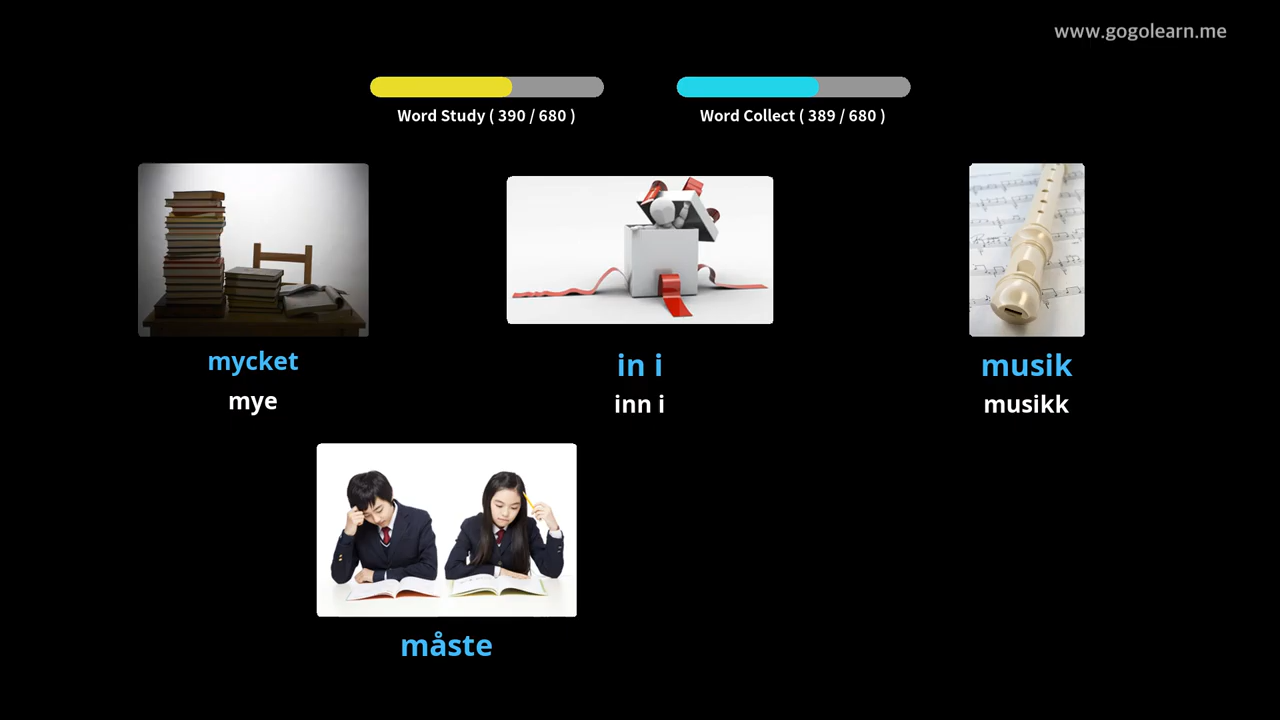 www.gogolearn.me
Word Study ( 390 / 680 )
Word Collect ( 389 / 680 )
mycket
mye
in i
inn i
musik
musikk
måste